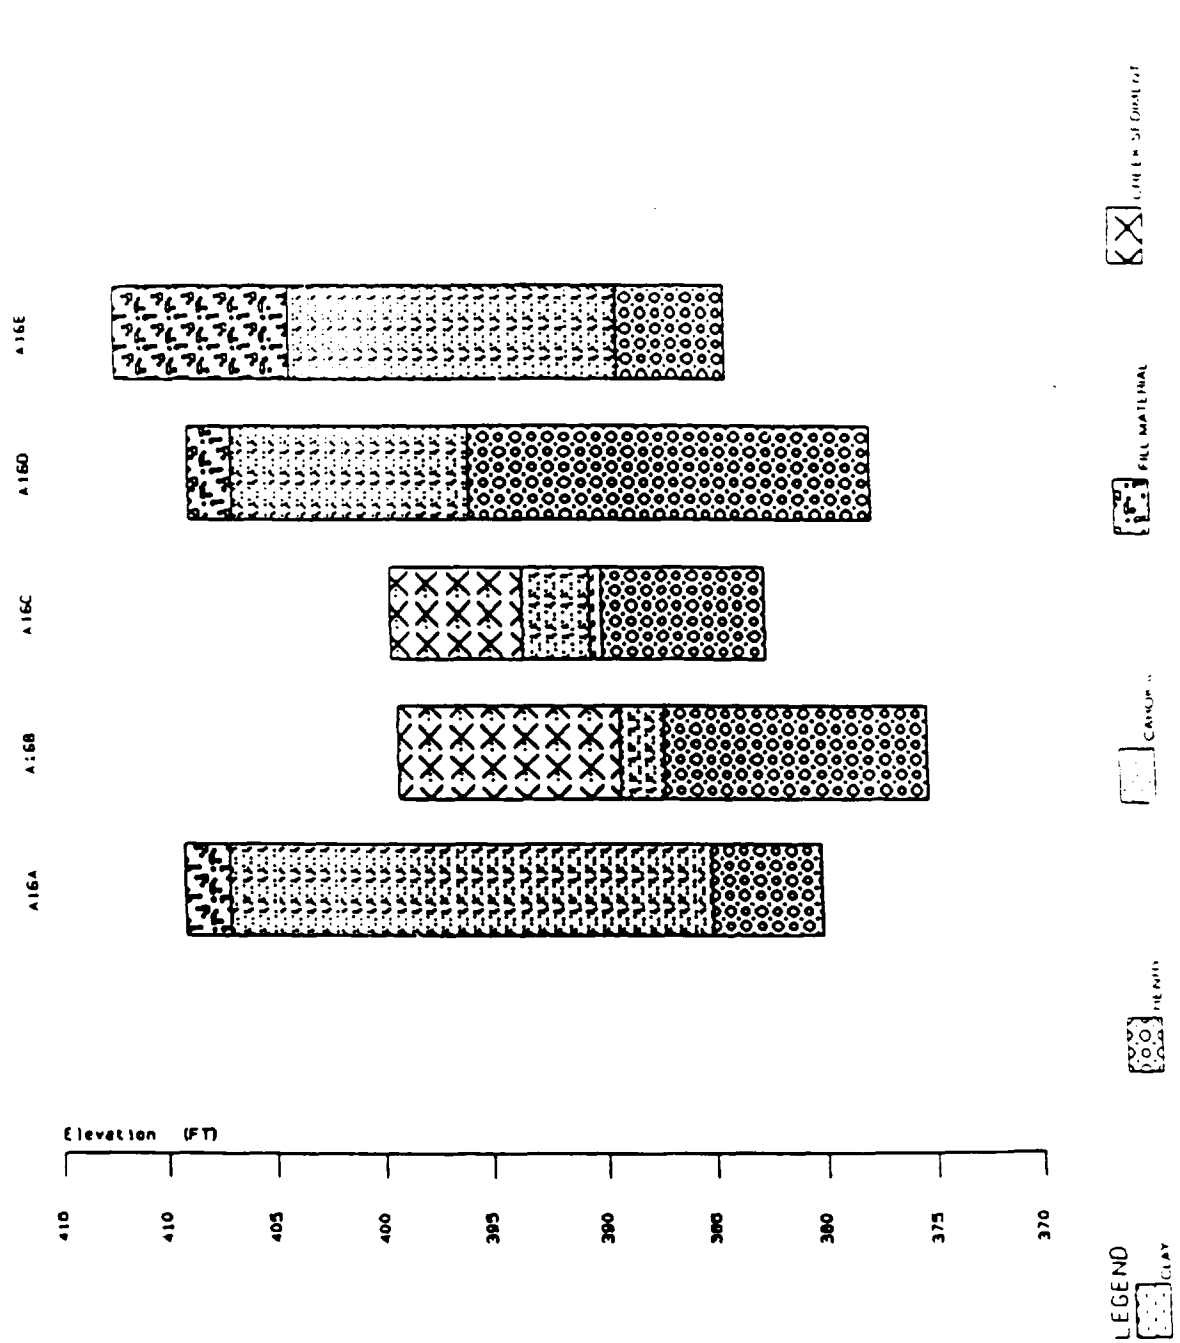 A16E
A16D
A16C
A16B
A16A
Elevation (FT)
410
410
405
400
395
390
380
375
370
LEGEND
CLAY
FILL MATERIAL
SEDIMENT